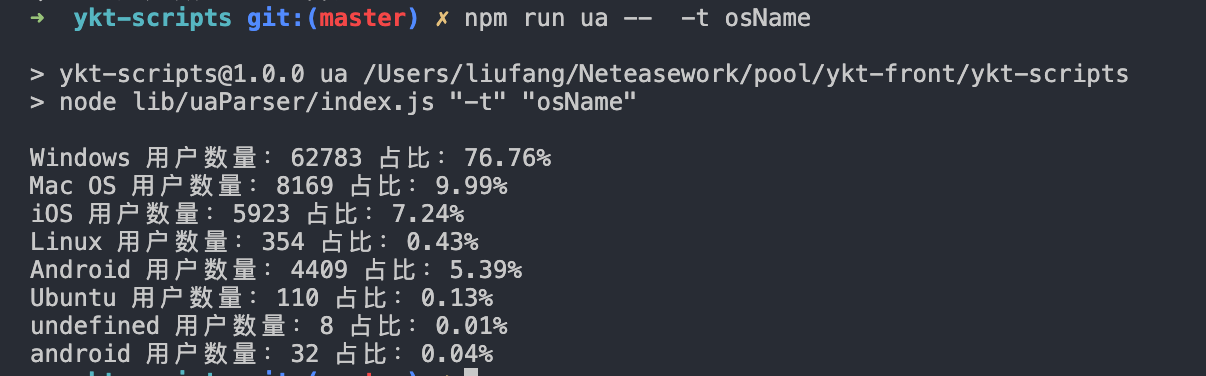 ➜ ykt-scripts git:(master) ✗ npm run ua -- -t osName
> ykt-scripts@1.0.0 ua /Users/liufang/Neteasework/pool/ykt-front/ykt-scripts
> node lib/uaParser/index.js "-t" "osName"
Windows 用户数量: 62783 占比: 76.76%
Mac OS 用户数量: 8169 占比: 9.99%
iOS 用户数量: 5923 占比: 7.24%
Linux 用户数量: 354 占比: 0.43%
Android 用户数量: 4409 占比: 5.39%
Ubuntu 用户数量: 110 占比: 0.13%
undefined 用户数量: 8 占比: 0.01%
android 用户数量: 32 占比: 0.04%